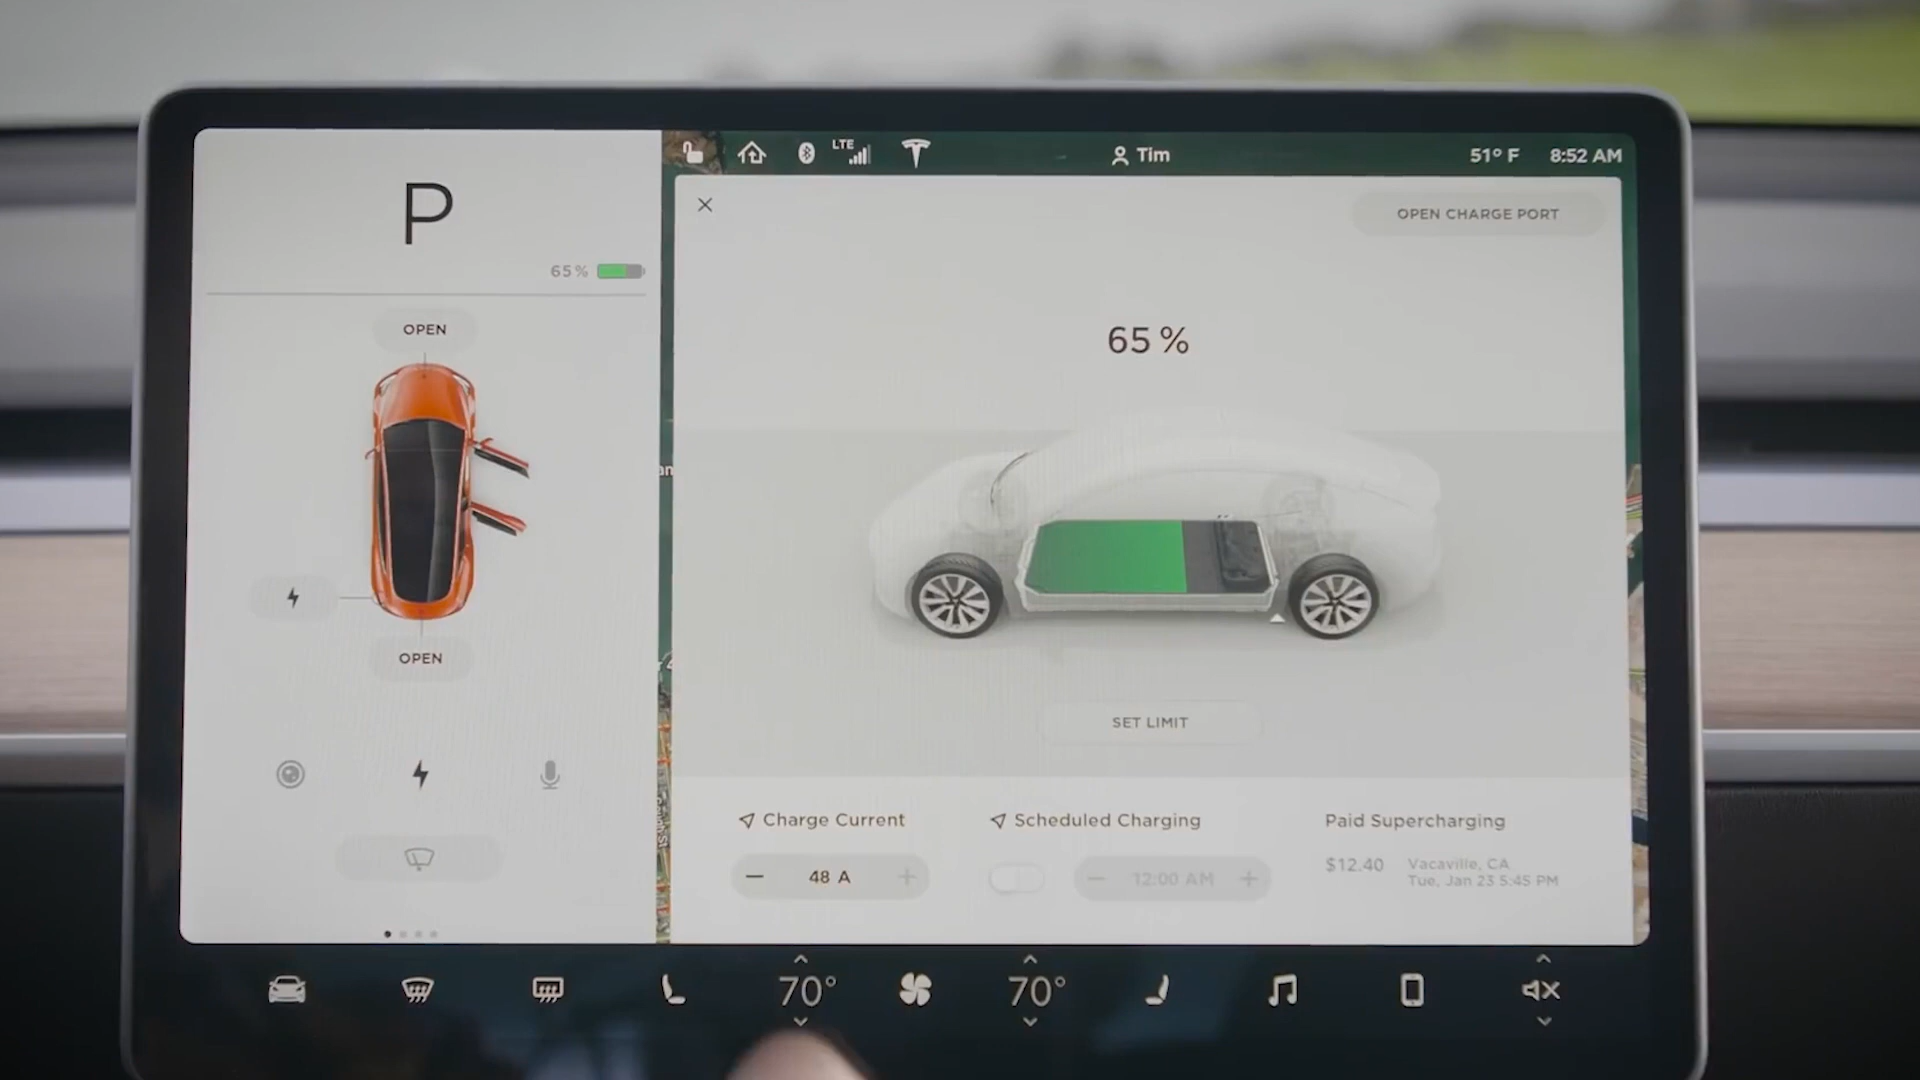 P
65 %
OPEN
OPEN
LTE
Tim
51° F
8:52 AM
OPEN CHARGE PORT
65 %
SET LIMIT
Charge Current
48 A
Scheduled Charging
12:00 AM
Paid Supercharging
$12.40
Vacaville, CA
Tue, Jan 23 5:45 PM
70°
70°